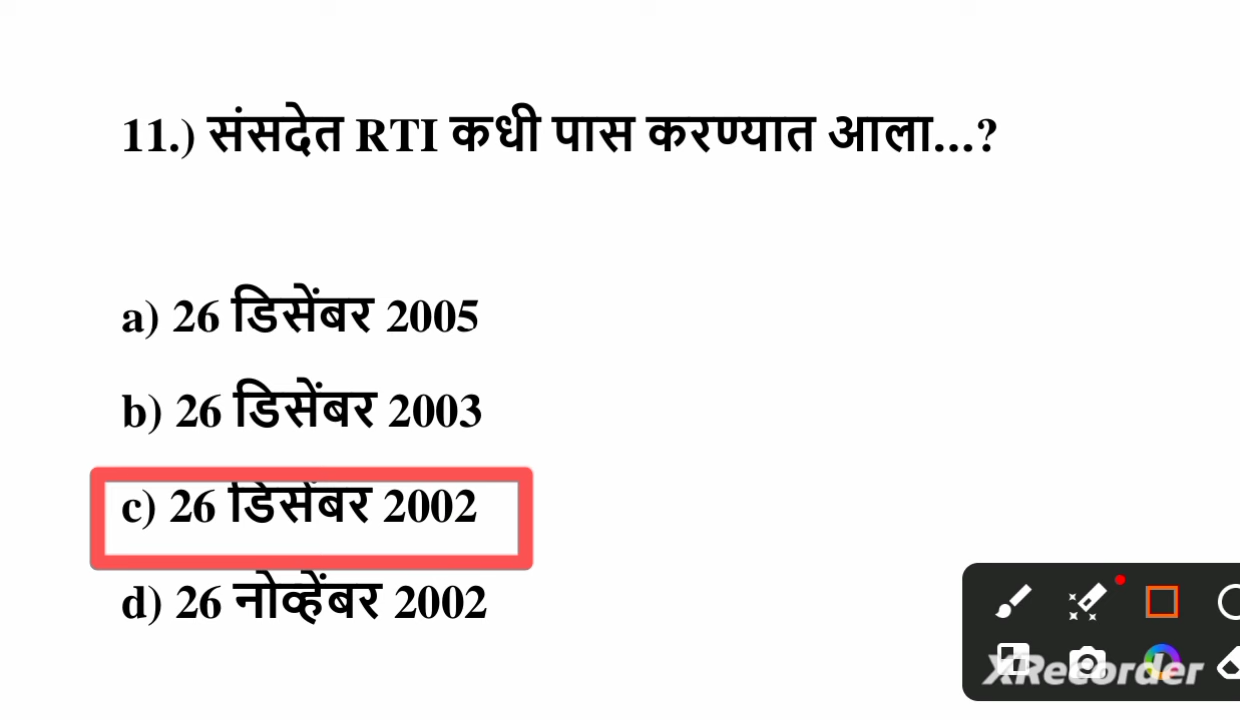 11.) संसदेत RTI कधी पास करण्यात आला...?
a) 26 डिसेंबर 2005
b) 26 डिसेंबर 2003
c) 26 डिसेंबर 2002
d) 26 नोव्हेंबर 2002
XRecorder